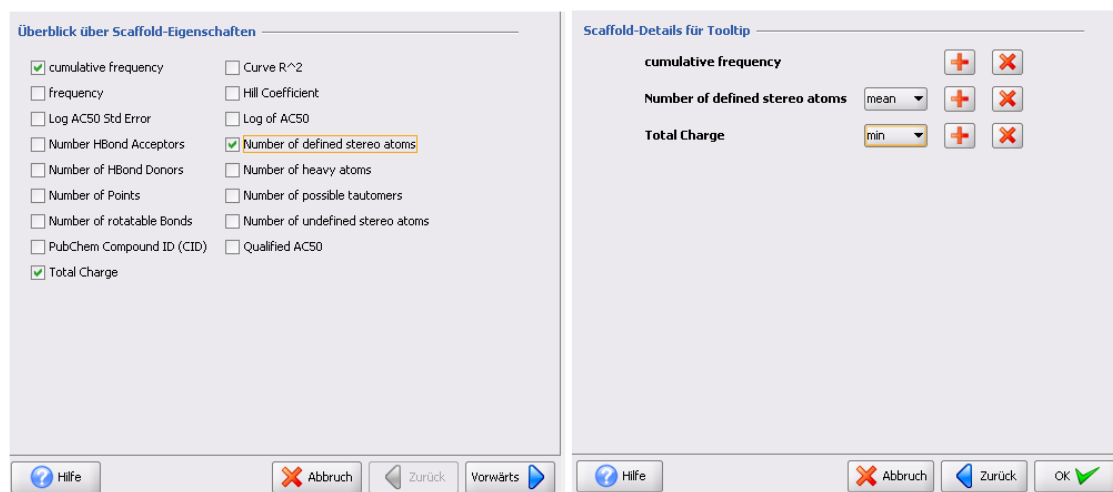 Überblick über Scaffold-Eigenschaften
cumulative frequency
Curve R^2
frequency
Hill Coefficient
Log AC50 Std Error
Log of AC50
Number HBond Acceptors
Number of defined stereo atoms
Number of HBond Donors
Number of heavy atoms
Number of Points
Number of possible tautomers
Number of rotatable Bonds
Number of undefined stereo atoms
PubChem Compound ID (CID)
Qualified AC50
Total Charge
Hilfe
Abbruch
Zurück
Vorwärts
Scaffold-Details für Tooltip
cumulative frequency
Number of defined stereo atoms mean
Total Charge min
Hilfe
Abbruch
Zurück
OK